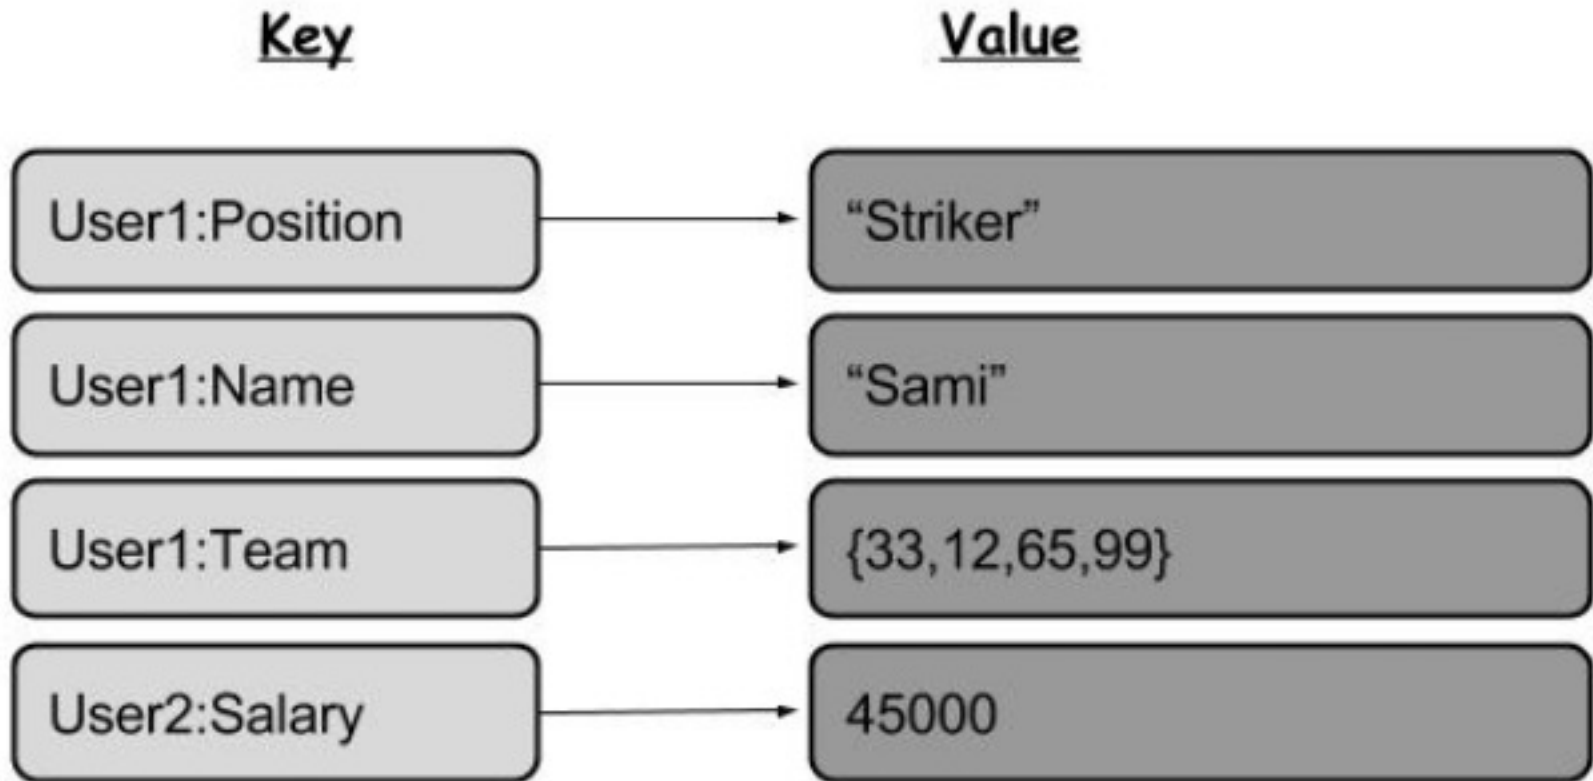 Key
Value
User1:Position
“Striker”
User1:Name
“Sami”
User1:Team
{33,12,65,99}
User2:Salary
45000